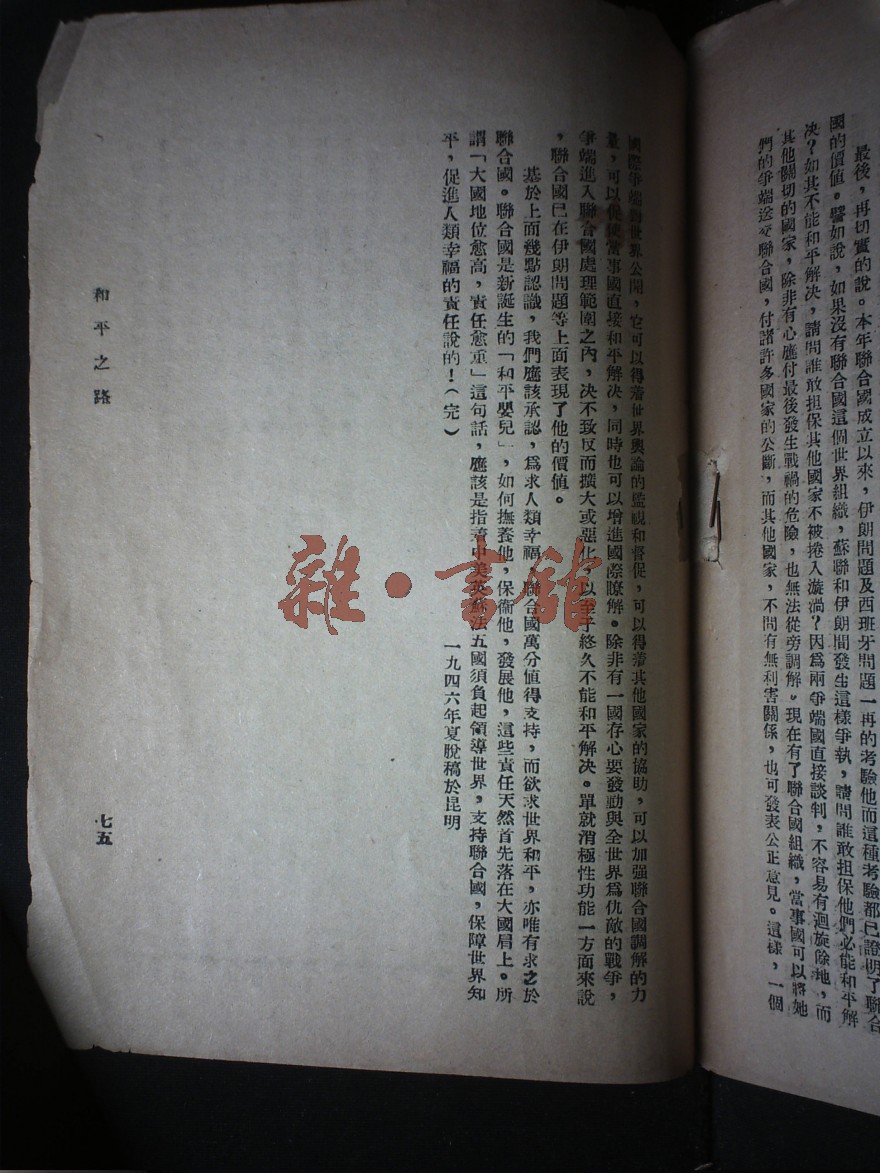 最後，再切實的說。本年聯合國成立以來，伊朗問題及西班牙問題一再的考驗他而這種考驗都已證明了聯合
國的價值。譬如說，如果沒有聯合國這個世界組織，蘇聯和伊朗間發生這樣爭執，請問誰敢担保他們必能和平解
决？如其不能和平解决，請問誰敢担保其他國家不被捲入漩渦？因爲兩爭端國直接談判，不容易有迴旋餘地，而
其他關切的國家，除非有心應付最後發生戰禍的危險，也無法從旁調解。現在有了聯合國組織，當事國可以將她
們的爭端送交聯合國，付諸許多國家的公斷，而其他國家，不問有無利害關係，也可發表公正意見。這樣，一個
國際爭端向世界公開，它可以得着世界輿論的監視和督促，可以得着其他國家的協助，可以加强聯合國調解的力
量，可以促使當事國直接和平解决，同時也可以增進國際瞭解。除非有一國存心要發動與全世界爲仇敵的戰爭，
爭端進入聯合國處理範圍之內，决不致反而擴大或惡化，以至于終久不能和平解决。單就消極性功能一方面來說
，聯合國已在伊朗問題等上面表現了他的價值。
基於上面幾點認識，我們應該承認，爲求人類幸福，聯合國萬分值得支持，而欲求世界和平，亦唯有求之於
聯合國。聯合國是新誕生的「和平嬰兒」，如何撫養他，保衞他，發展他，這些責任天然首先落在大國肩上。所
謂「大國地位愈高，責任愈重」這句話，應該是指着中美英蘇法五國須負起領導世界，支持聯合國，保障世界和
平，促進人類幸福的責任說的！（完）
一九四六年夏脫稿於昆明
和平之路
七五
雜·書館